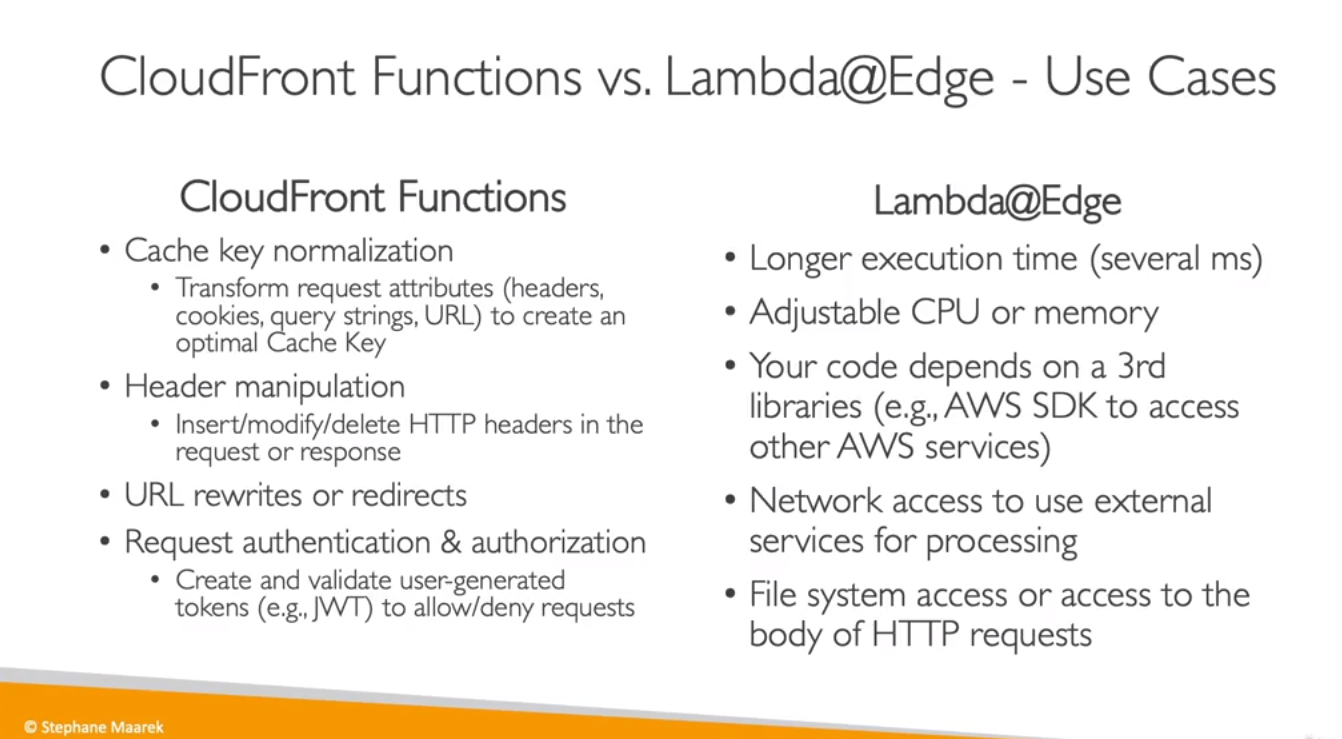 CloudFront Functions vs. Lambda@Edge - Use Cases
CloudFront Functions
• Cache key normalization
• Transform request attributes (headers,
cookies, query strings, URL) to create an
optimal Cache Key
• Header manipulation
• Insert/modify/delete HTTP headers in the
request or response
• URL rewrites or redirects
• Request authentication & authorization
• Create and validate user-generated
tokens (e.g., JWT) to allow/deny requests
Lambda@Edge
• Longer execution time (several ms)
• Adjustable CPU or memory
• Your code depends on a 3rd
libraries (e.g., AWS SDK to access
other AWS services)
• Network access to use external
services for processing
• File system access or access to the
body of HTTP requests
© Stephane Maarek